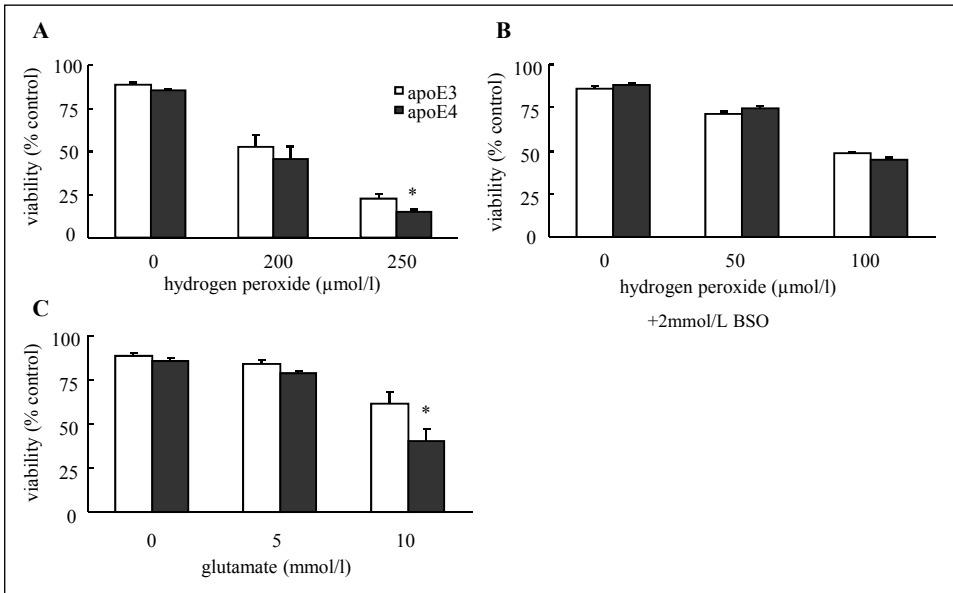 A
viability (% control)
100
75
50
25
0
apoE3
apoE4
*
0 200 250
hydrogen peroxide (µmol/l)
B
viability (% control)
100
75
50
25
0
0 50 100
hydrogen peroxide (µmol/l)
+2mmol/L BSO
C
viability (% control)
100
75
50
25
0
*
0 5 10
glutamate (mmol/l)